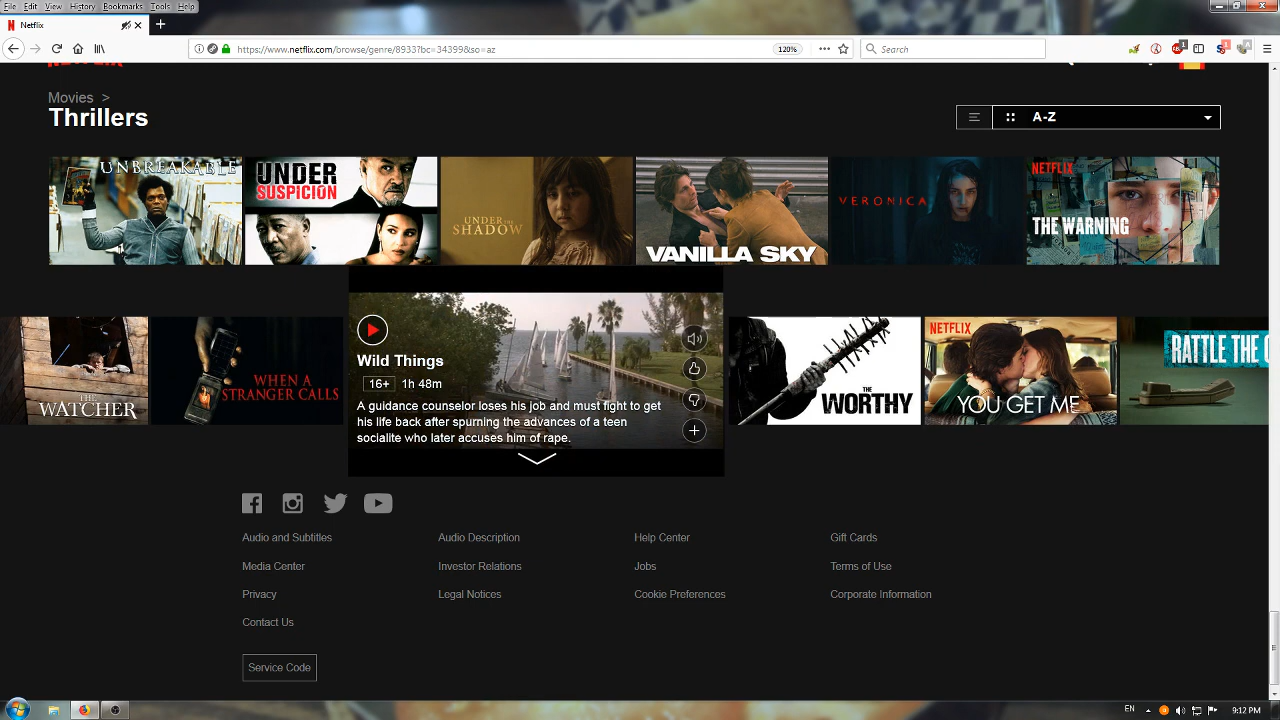 File Edit View History Bookmarks Tools Help
Netflix
https://www.netflix.com/browse/genre/8933?bc=34399&so=az
120%
Search
Movies >
Thrillers
A-Z
UNBREAKABLE
UNDER
SUSPICION
UNDER THE
SHADOW
VANILLA SKY
VERONICA
NETFLIX
THE WARNING
THE
WATCHER
WHEN A
STRANGER CALLS
Wild Things
16+ 1h 48m
A guidance counselor loses his job and must fight to get
his life back after spurning the advances of a teen
socialite who later accuses him of rape.
THE
WORTHY
NETFLIX
YOU GET ME
RATTLE THE
Audio and Subtitles
Audio Description
Help Center
Gift Cards
Media Center
Investor Relations
Jobs
Terms of Use
Privacy
Legal Notices
Cookie Preferences
Corporate Information
Contact Us
Service Code
EN
9:12 PM